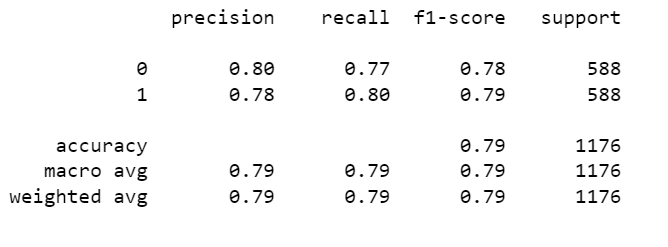 precision recall f1-score support
0 0.80 0.77 0.78 588
1 0.78 0.80 0.79 588
accuracy 0.79 1176
macro avg 0.79 0.79 0.79 1176
weighted avg 0.79 0.79 0.79 1176